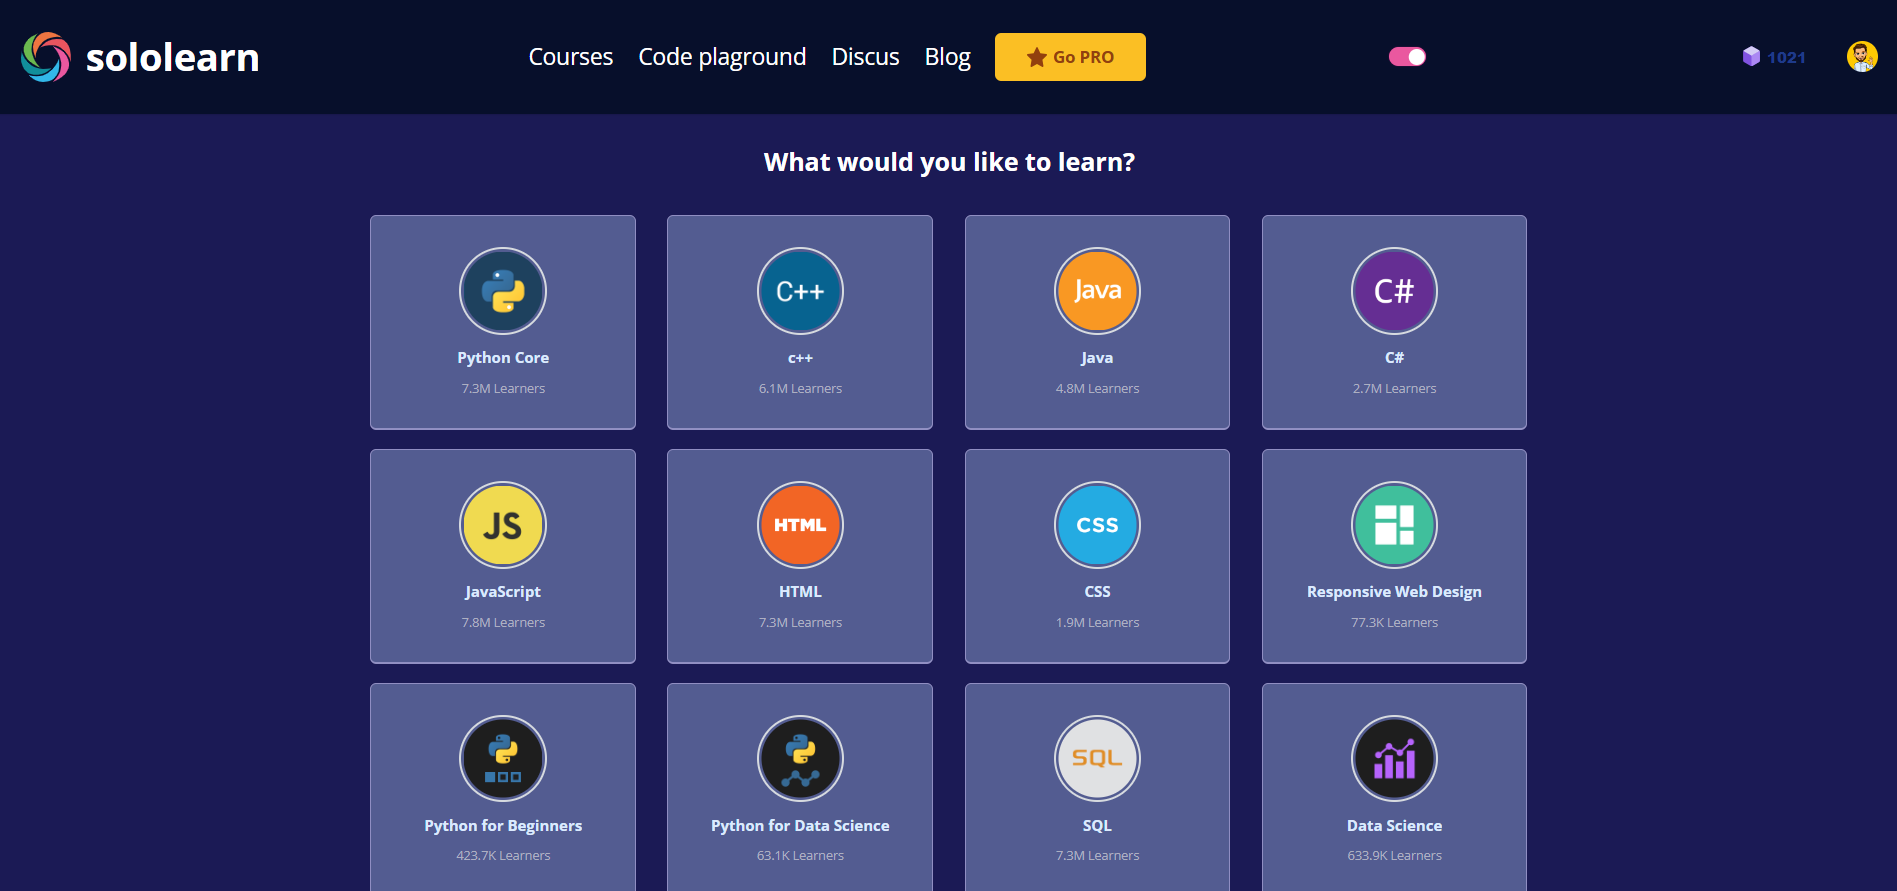 sololearn
Courses Code plaground Discus Blog Go PRO
1021
What would you like to learn?
C++ Java C#
Python Core c++ Java C#
7.3M Learners 6.1M Learners 4.8M Learners 2.7M Learners
JS HTML CSS
JavaScript HTML CSS Responsive Web Design
7.8M Learners 7.3M Learners 1.9M Learners 77.3K Learners
SQL
Python for Beginners Python for Data Science SQL Data Science
423.7K Learners 63.1K Learners 7.3M Learners 633.9K Learners